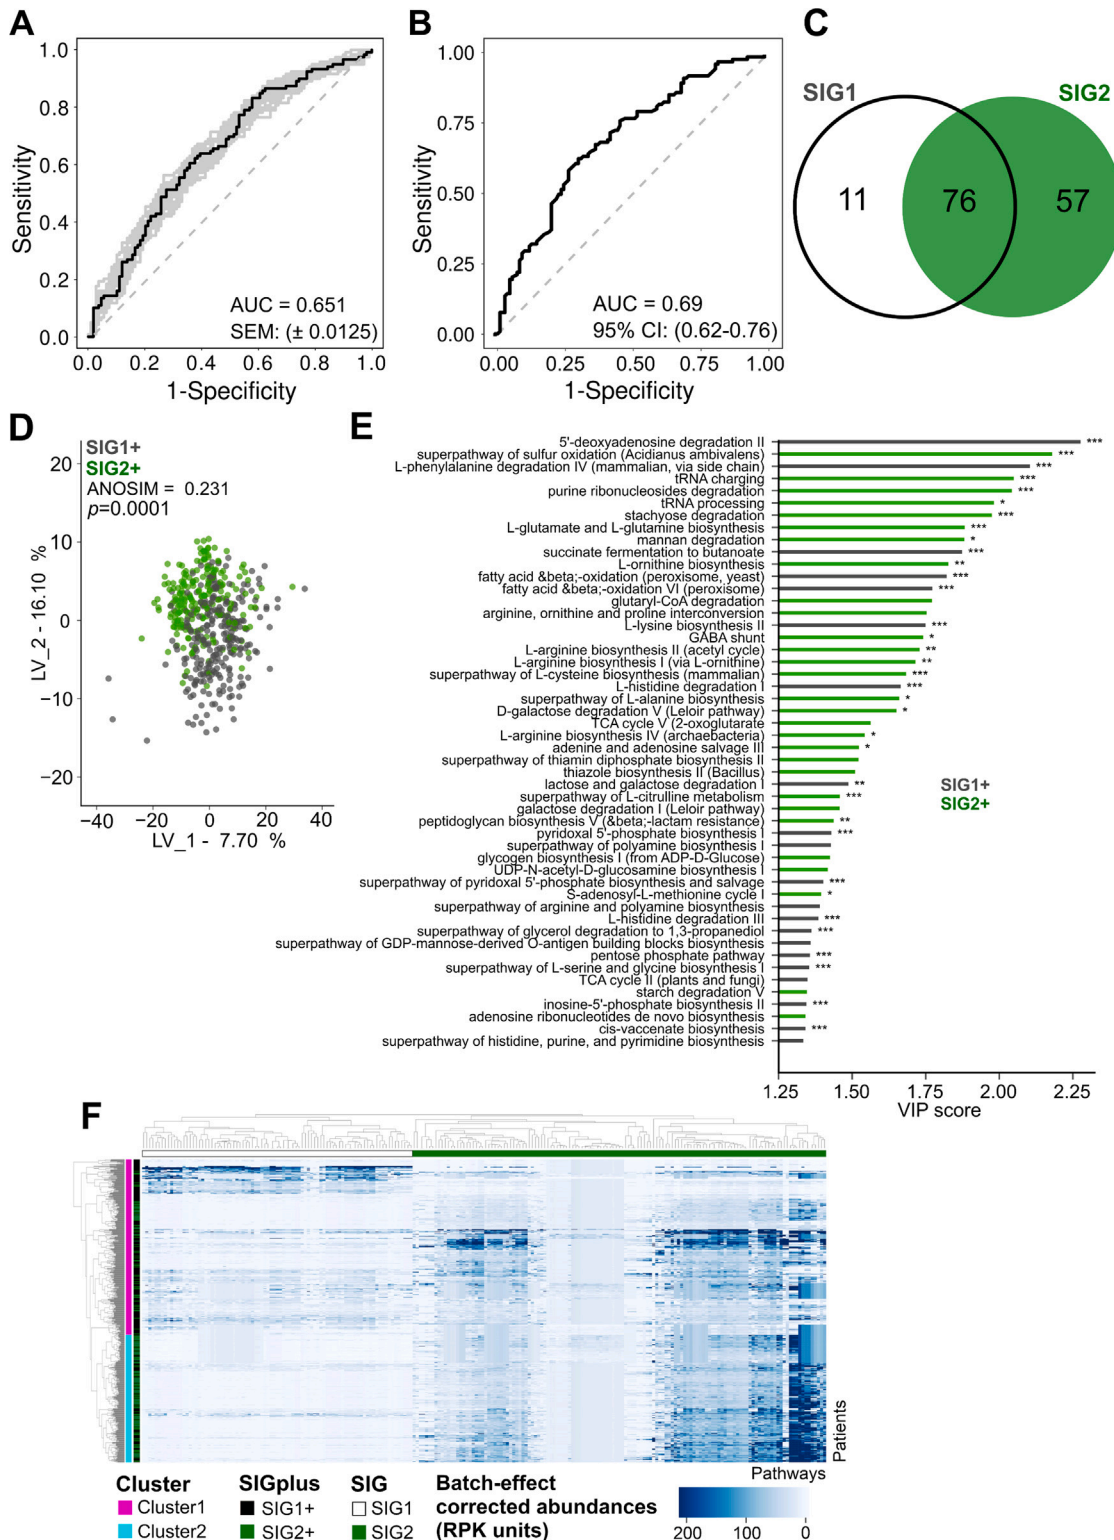 A
1.0
0.8
0.6
0.4
0.2
0.0
Sensitivity
0.0 0.2 0.4 0.6 0.8 1.0
1-Specificity
AUC = 0.651
SEM: (± 0.0125)
B
1.00
0.75
0.50
0.25
0.00
Sensitivity
0.00 0.25 0.50 0.75 1.00
1-Specificity
AUC = 0.69
95% CI: (0.62-0.76)
C
SIG1
SIG2
11 76 57
D
SIG1+
SIG2+
ANOSIM = 0.231
p=0.0001
20
10
0
−10
−20
LV_2 - 16.10 %
−40 −20 0 20 40
LV_1 - 7.70 %
E
5'-deoxyadenosine degradation II ***
superpathway of sulfur oxidation (Acidianus ambivalens) ***
L-phenylalanine degradation IV (mammalian, via side chain) ***
tRNA charging ***
purine ribonucleosides degradation ***
tRNA processing *
stachyose degradation ***
L-glutamate and L-glutamine biosynthesis ***
mannan degradation *
succinate fermentation to butanoate ***
L-ornithine biosynthesis **
fatty acid &beta;-oxidation (peroxisome, yeast) ***
fatty acid &beta;-oxidation VI (peroxisome) ***
glutaryl-CoA degradation
arginine, ornithine and proline interconversion
L-lysine biosynthesis II ***
GABA shunt *
L-arginine biosynthesis II (acetyl cycle) **
L-arginine biosynthesis I (via L-ornithine) **
superpathway of L-cysteine biosynthesis (mammalian) ***
L-histidine degradation I ***
superpathway of L-alanine biosynthesis *
D-galactose degradation V (Leloir pathway) *
TCA cycle V (2-oxoglutarate
L-arginine biosynthesis IV (archaebacteria) *
adenine and adenosine salvage III *
superpathway of thiamin diphosphate biosynthesis II
thiazole biosynthesis II (Bacillus)
lactose and galactose degradation I **
superpathway of L-citrulline metabolism ***
galactose degradation I (Leloir pathway)
peptidoglycan biosynthesis V (&beta;-lactam resistance) **
pyridoxal 5'-phosphate biosynthesis I ***
superpathway of polyamine biosynthesis I
glycogen biosynthesis I (from ADP-D-Glucose)
UDP-N-acetyl-D-glucosamine biosynthesis I
superpathway of pyridoxal 5'-phosphate biosynthesis and salvage ***
S-adenosyl-L-methionine cycle I *
superpathway of arginine and polyamine biosynthesis
L-histidine degradation III ***
superpathway of glycerol degradation to 1,3-propanediol ***
superpathway of GDP-mannose-derived O-antigen building blocks biosynthesis
pentose phosphate pathway ***
superpathway of L-serine and glycine biosynthesis I ***
TCA cycle II (plants and fungi)
starch degradation V
inosine-5'-phosphate biosynthesis II ***
adenosine ribonucleotides de novo biosynthesis
cis-vaccenate biosynthesis ***
superpathway of histidine, purine, and pyrimidine biosynthesis
SIG1+
SIG2+
1.25 1.50 1.75 2.00 2.25
VIP score
F
Patients
Pathways
Cluster
Cluster1
Cluster2
SIGplus
SIG1+
SIG2+
SIG
SIG1
SIG2
Batch-effect
corrected abundances
(RPK units)
200 100 0